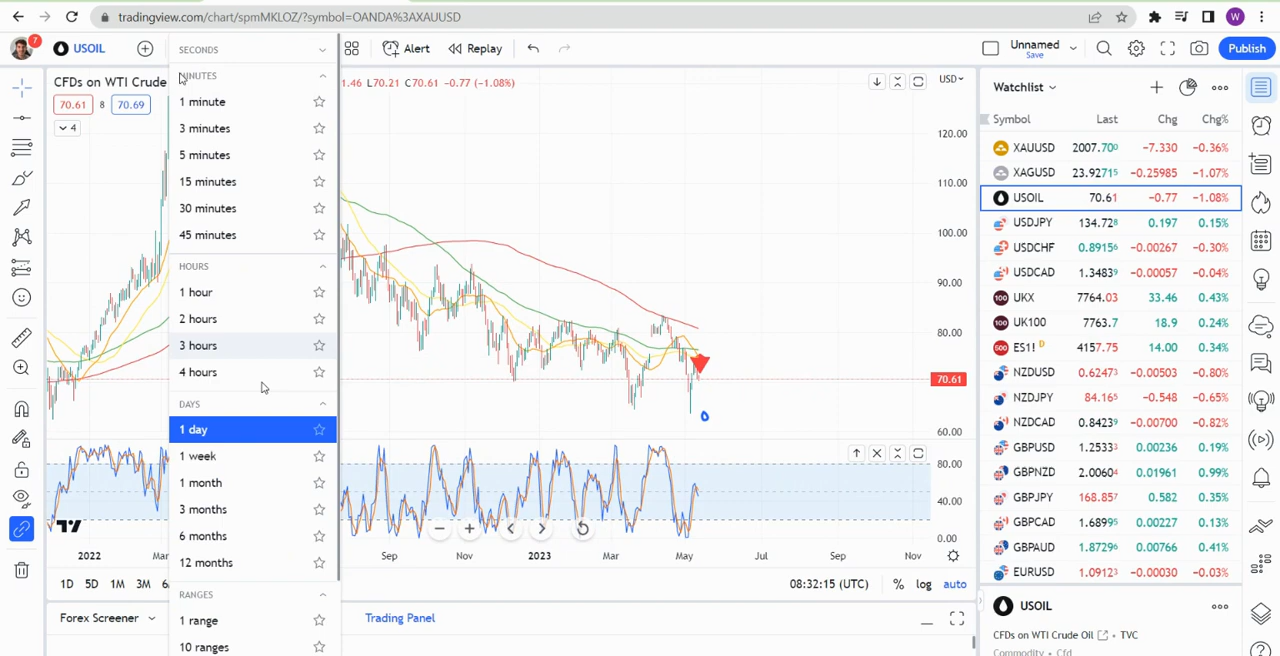 tradingview.com/chart/spmMKLOZ/?symbol=OANDA%3AXAUUSD
W
7
USOIL
Alert
Replay
Unnamed
Save
Publish
CFDs on WTI Crude
1.46 L70.21 C70.61 -0.77 (-1.08%)
USD
70.61 8 70.69
4
SECONDS
MINUTES
1 minute
3 minutes
5 minutes
15 minutes
30 minutes
45 minutes
HOURS
1 hour
2 hours
3 hours
4 hours
DAYS
1 day
1 week
1 month
3 months
6 months
12 months
RANGES
1 range
10 ranges
120.00
110.00
100.00
90.00
80.00
70.61
60.00
80.00
40.00
0.00
2022 Mar Sep Nov 2023 Mar May Jul Sep Nov
1D 5D 1M 3M
08:32:15 (UTC) % log auto
Forex Screener
Trading Panel
Watchlist
Symbol Last Chg Chg%
XAUUSD 2007.700 -7.330 -0.36%
XAGUSD 23.92715 -0.25985 -1.07%
USOIL 70.61 -0.77 -1.08%
USDJPY 134.728 0.197 0.15%
USDCHF 0.89156 -0.00267 -0.30%
USDCAD 1.34839 -0.00057 -0.04%
100 UKX 7764.03 33.46 0.43%
100 UK100 7763.7 18.9 0.24%
500 ES1! D 4157.75 14.00 0.34%
NZDUSD 0.62473 -0.00503 -0.80%
NZDJPY 84.165 -0.548 -0.65%
NZDCAD 0.84239 -0.00700 -0.82%
GBPUSD 1.25333 0.00236 0.19%
GBPNZD 2.00604 0.01961 0.99%
GBPJPY 168.857 0.582 0.35%
GBPCAD 1.68995 0.00227 0.13%
GBPAUD 1.87296 0.00766 0.41%
EURUSD 1.09123 -0.00030 -0.03%
USOIL
CFDs on WTI Crude Oil • TVC
Commodity • Cfd